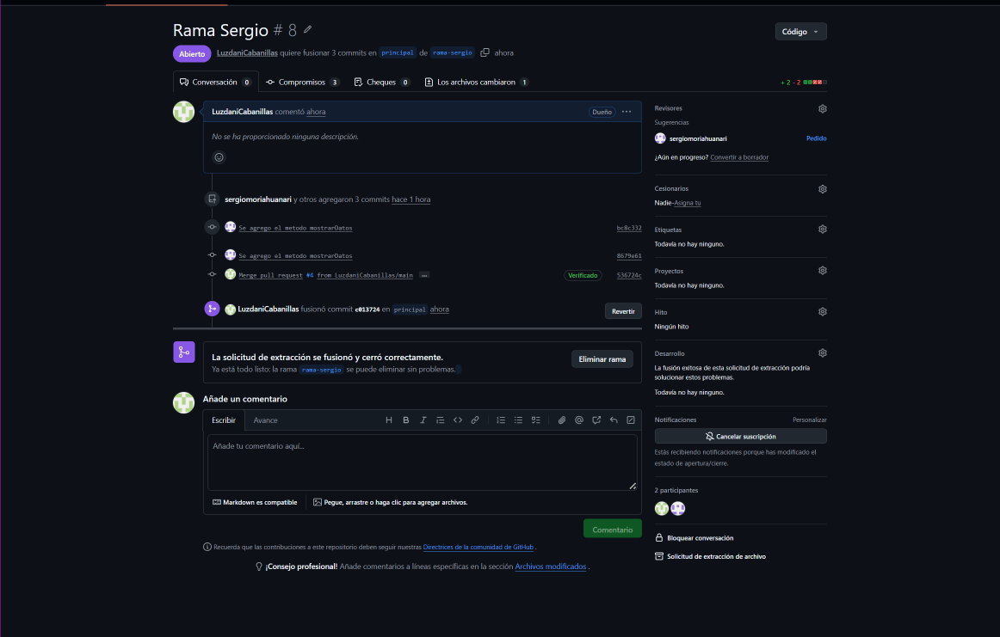 Rama Sergio # 8
Código
Abierto LuzdaniCabanillas quiere fusionar 3 commits en principal de rama-sergio ahora
Conversación 0 Compromisos 3 Cheques 0 Los archivos cambiaron 1
+ 2 - 2
LuzdaniCabanillas comentó ahora
Dueño ...
No se ha proporcionado ninguna descripción.
sergiomoriahuanari y otros agregaron 3 commits hace 1 hora
Se agrego el metodo mostrarDatos bc8c332
Se agrego el metodo mostrarDatos 8679e61
Merge pull request #4 from LuzdaniCabanillas/main ... Verificado 536724c
LuzdaniCabanillas fusionó commit c013724 en principal ahora
Revertir
La solicitud de extracción se fusionó y cerró correctamente.
Ya está todo listo: la rama rama-sergio se puede eliminar sin problemas.
Eliminar rama
Añade un comentario
Escribir Avance
H B I
Añade tu comentario aquí...
Markdown es compatible
Pegue, arrastre o haga clic para agregar archivos.
Comentario
Recuerda que las contribuciones a este repositorio deben seguir nuestras Directrices de la comunidad de GitHub .
¡Consejo profesional! Añade comentarios a líneas específicas en la sección Archivos modificados .
Revisores
Sugerencias
sergiomoriahuanari Pedido
¿Aún en progreso? Convertir a borrador
Cesionarios
Nadie-Asigna tu
Etiquetas
Todavía no hay ninguno.
Proyectos
Todavía no hay ninguno.
Hito
Ningún hito
Desarrollo
La fusión exitosa de esta solicitud de extracción podría
solucionar estos problemas.
Todavía no hay ninguno.
Notificaciones Personalizar
Cancelar suscripción
Estás recibiendo notificaciones porque has modificado el
estado de apertura/cierre.
2 participantes
Bloquear conversación
Solicitud de extracción de archivo